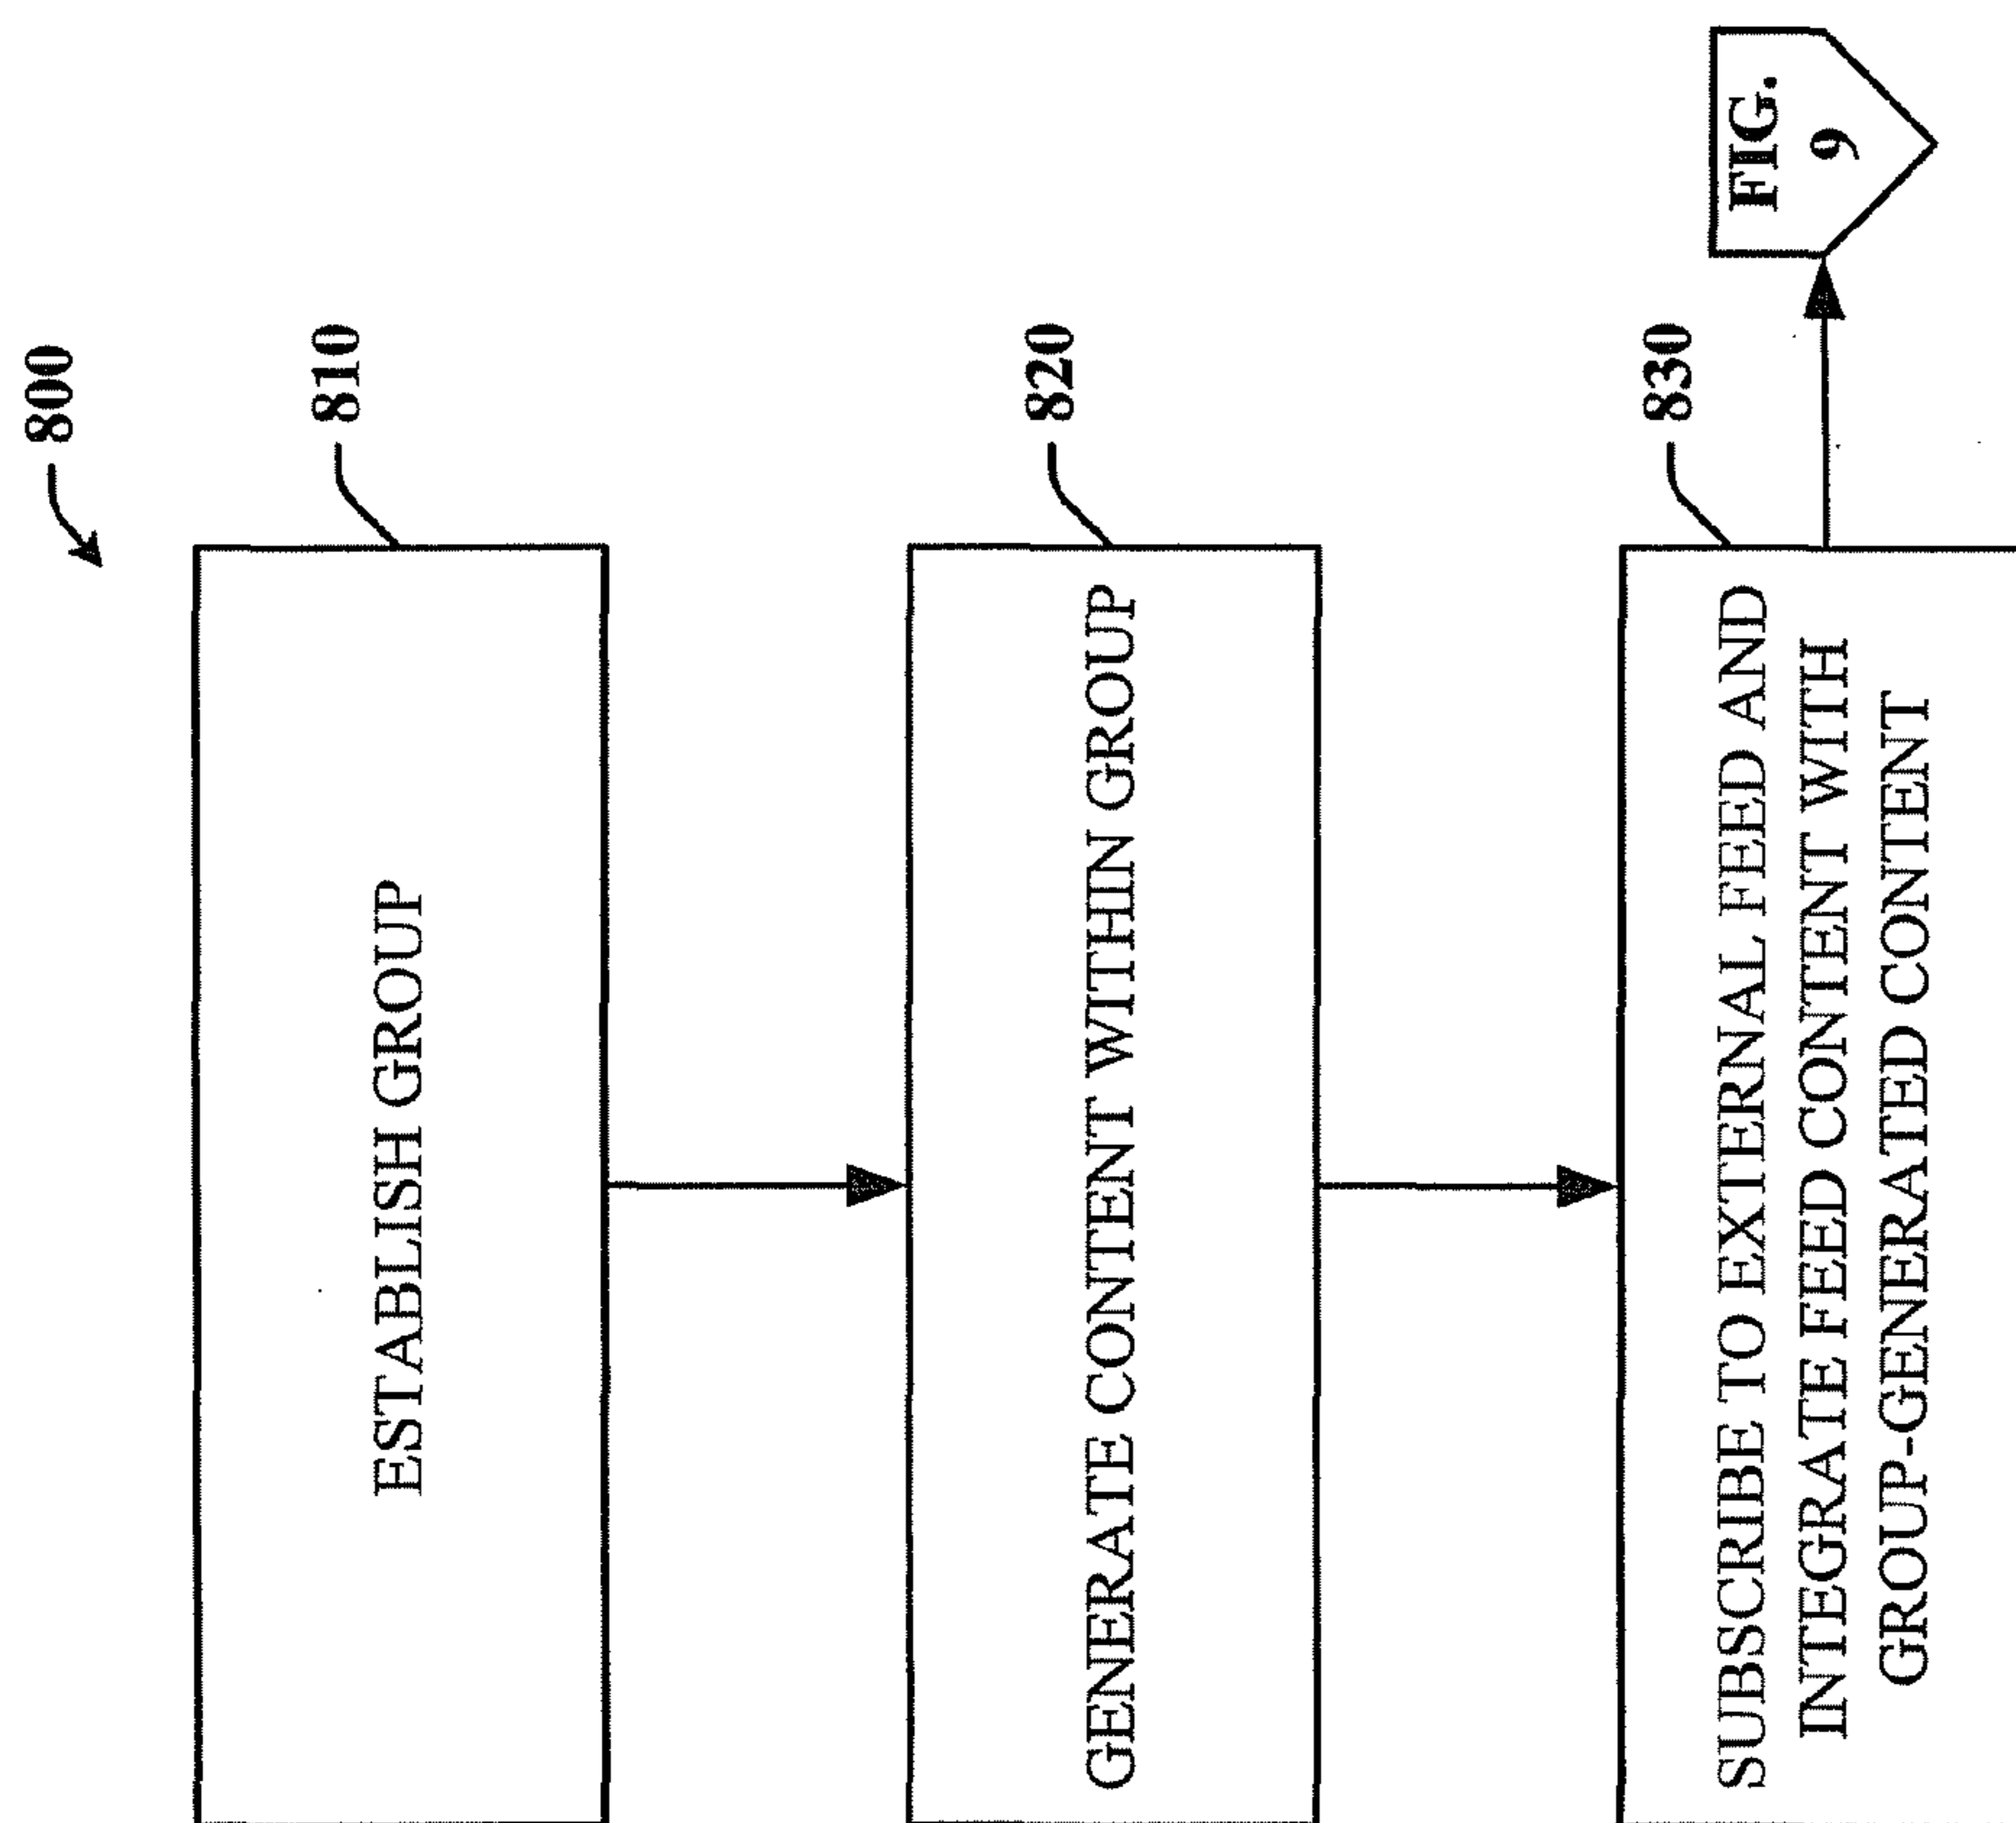 800
810
ESTABLISH GROUP
820
GENERATE CONTENT WITHIN GROUP
830
SUBSCRIBE TO EXTERNAL FEED AND
INTEGRATE FEED CONTENT WITH
GROUP-GENERATED CONTENT
FIG.
9